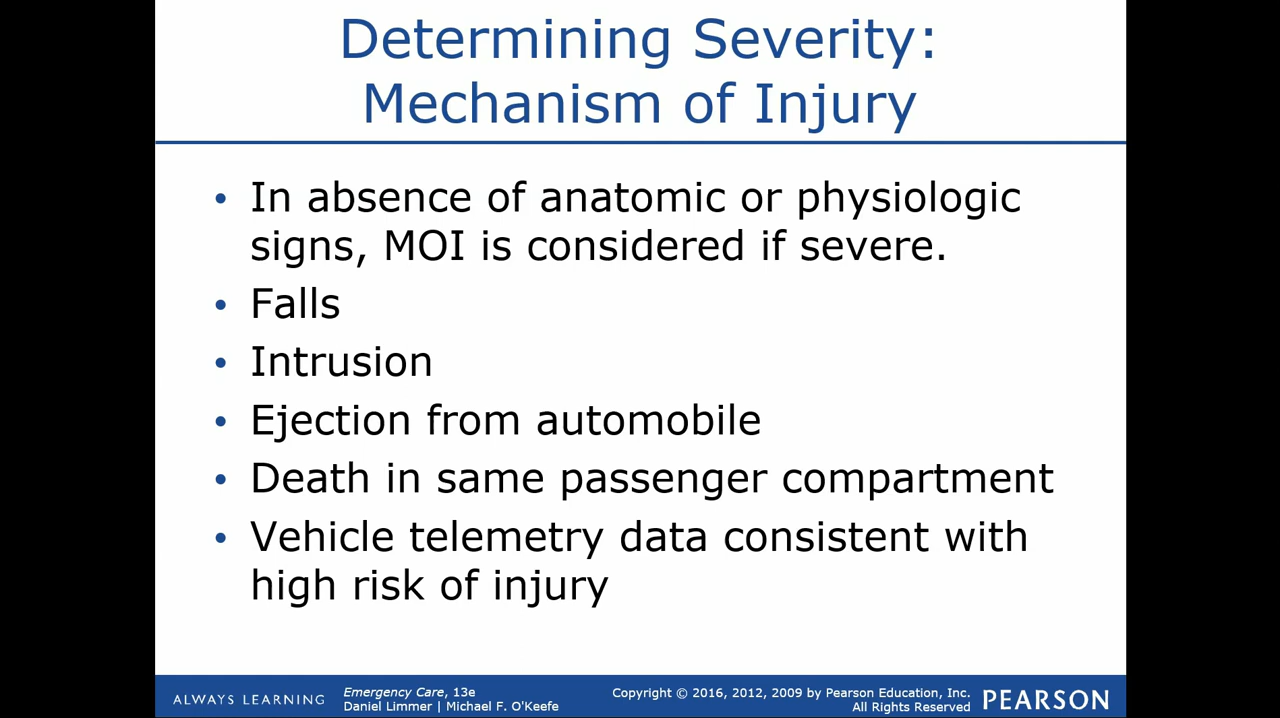 Determining Severity:
Mechanism of Injury
• In absence of anatomic or physiologic
signs, MOI is considered if severe.
• Falls
• Intrusion
• Ejection from automobile
• Death in same passenger compartment
• Vehicle telemetry data consistent with
high risk of injury
ALWAYS LEARNING
Emergency Care, 13e
Daniel Limmer | Michael F. O'Keefe
Copyright © 2016, 2012, 2009 by Pearson Education, Inc.
All Rights Reserved
PEARSON